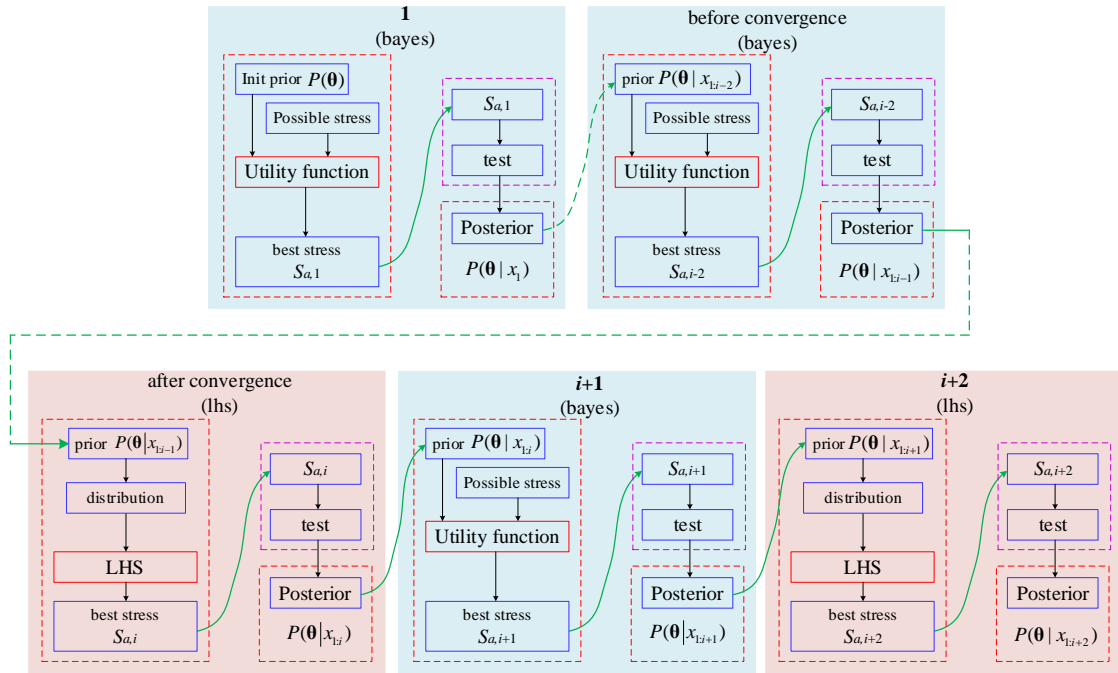 1
(bayes)
Init prior P(θ)
Possible stress
Utility function
best stress
S_{a,1}
S_{a,1}
test
Posterior
P(θ | x_1)
before convergence
(bayes)
prior P(θ | x_{1:i-2})
Possible stress
Utility function
best stress
S_{a,i-2}
S_{a,i-2}
test
Posterior
P(θ | x_{1:i-1})
after convergence
(lhs)
prior P(θ|x_{1:i-1})
distribution
LHS
best stress
S_{a,i}
S_{a,i}
test
Posterior
P(θ|x_{1:i})
i+1
(bayes)
prior P(θ | x_{1:i})
Possible stress
Utility function
best stress
S_{a,i+1}
S_{a,i+1}
test
Posterior
P(θ|x_{1:i+1})
i+2
(lhs)
prior P(θ | x_{1:i+1})
distribution
LHS
best stress
S_{a,i+2}
S_{a,i+2}
test
Posterior
P(θ | x_{1:i+2})